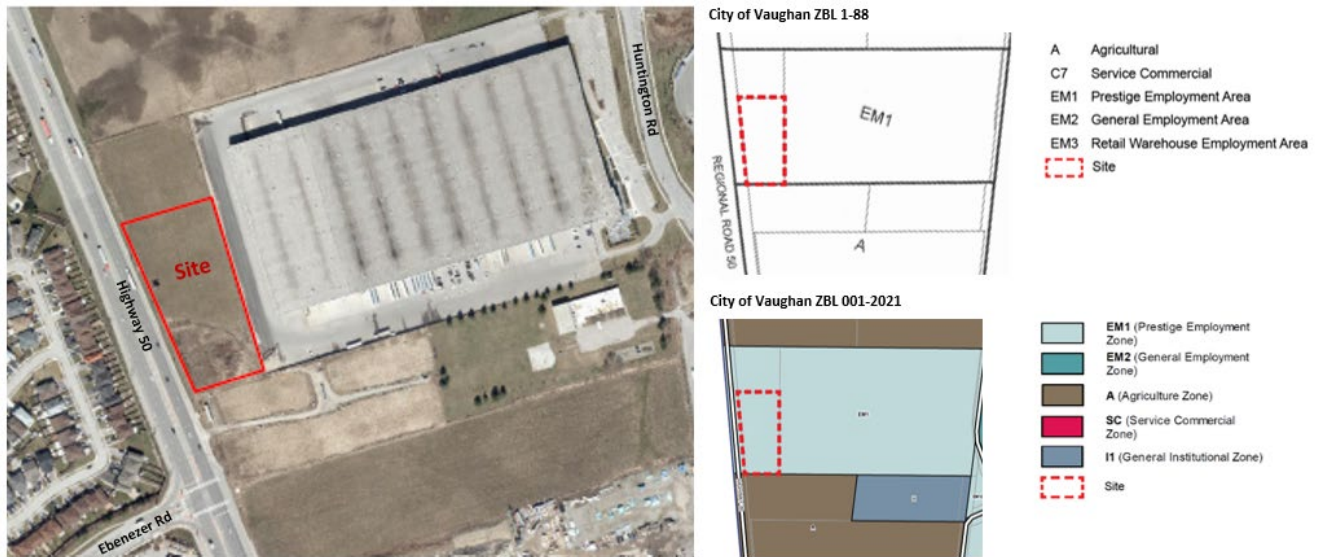 Huntington Rd
Site
Highway 50
Ebenezer Rd
City of Vaughan ZBL 1-88
EM1
REGIONAL ROAD 50
A
A Agricultural
C7 Service Commercial
EM1 Prestige Employment Area
EM2 General Employment Area
EM3 Retail Warehouse Employment Area
Site
City of Vaughan ZBL 001-2021
EM1
EM1 (Prestige Employment
Zone)
EM2 (General Employment
Zone)
A (Agriculture Zone)
SC (Service Commercial
Zone)
I1 (General Institutional Zone)
Site